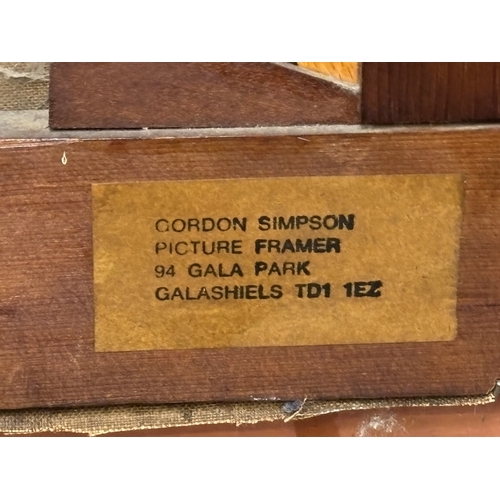 GORDON SIMPSON
PICTURE FRAMER
94 GALA PARK
GALASHIELS TD1 1EZ